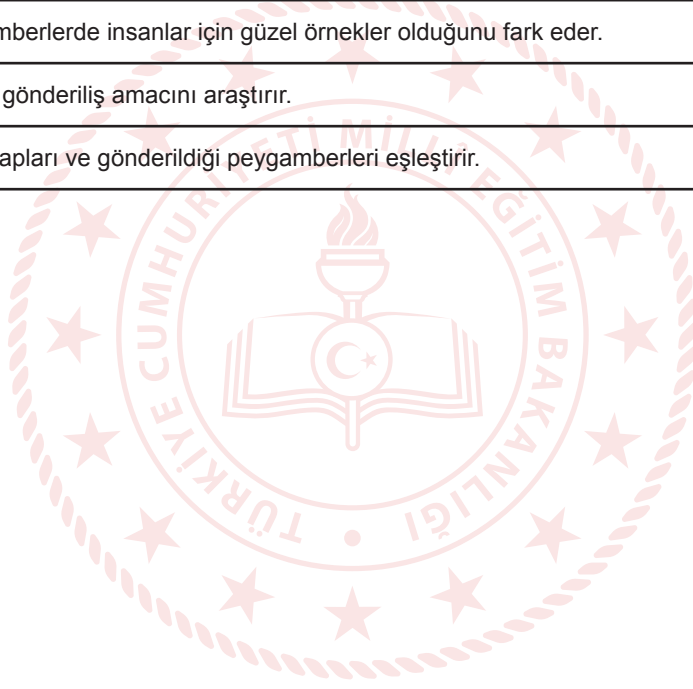 mberlerde insanlar için güzel örnekler olduğunu fark eder.
gönderiliş amacını araştırır.
apları ve gönderildiği peygamberleri eşleştirir.
TÜRKİYE CUMHURİYETİ MİLLÎ EĞİTİM BAKANLIĞI